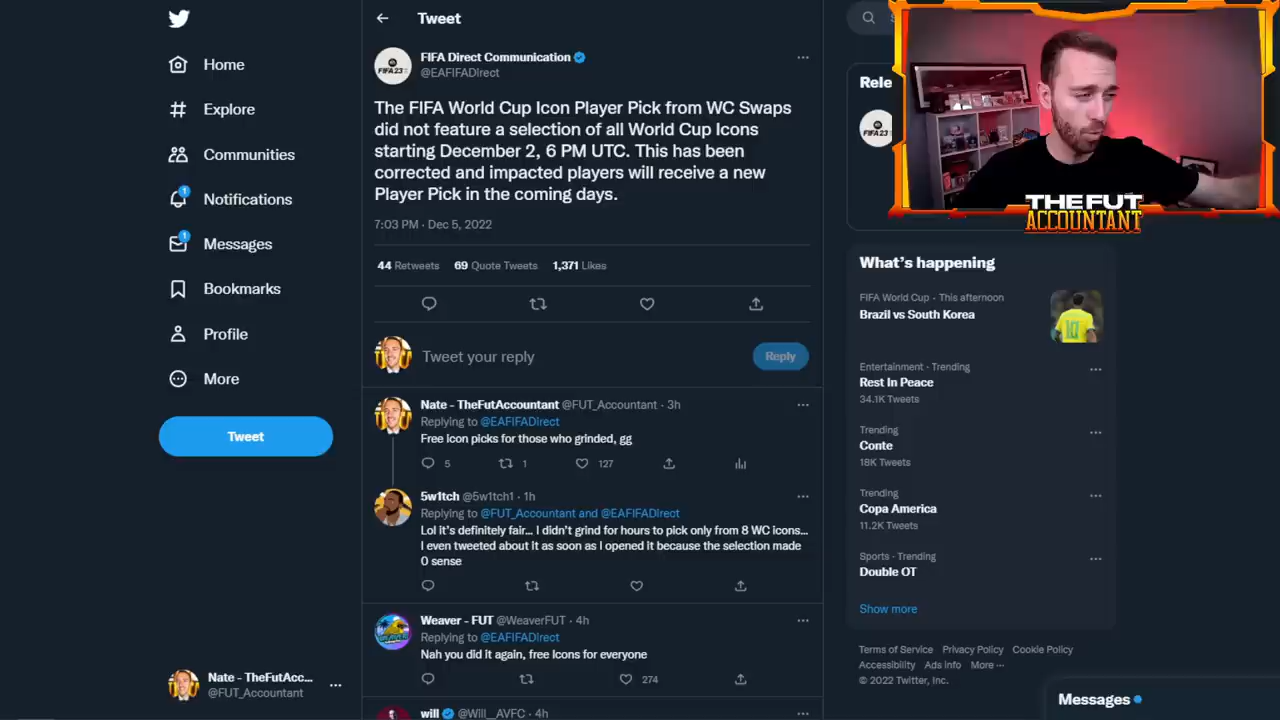 Home
Explore
Communities
1
Notifications
1
Messages
Bookmarks
Profile
More
Tweet
Nate - TheFutAcc...
@FUT_Accountant
Tweet
FIFA 23
FIFA Direct Communication
@EAFIFADirect
The FIFA World Cup Icon Player Pick from WC Swaps
did not feature a selection of all World Cup Icons
starting December 2, 6 PM UTC. This has been
corrected and impacted players will receive a new
Player Pick in the coming days.
7:03 PM · Dec 5, 2022
44 Retweets 69 Quote Tweets 1,371 Likes
Tweet your reply
Reply
Nate - TheFutAccountant @FUT_Accountant · 3h
Replying to @EAFIFADirect
Free icon picks for those who grinded, gg
5 1 127
5w1tch @5w1tch1 · 1h
Replying to @FUT_Accountant and @EAFIFADirect
Lol it's definitely fair... I didn't grind for hours to pick only from 8 WC icons...
I even tweeted about it as soon as I opened it because the selection made
0 sense
Weaver - FUT @WeaverFUT · 4h
Replying to @EAFIFADirect
Nah you did it again, free Icons for everyone
274
will @Will__AVFC · 4h
Rele
FIFA 23
THE FUT
ACCOUNTANT
What's happening
FIFA World Cup · This afternoon
Brazil vs South Korea
Entertainment · Trending
Rest In Peace
34.1K Tweets
Trending
Conte
18K Tweets
Trending
Copa America
11.2K Tweets
Sports · Trending
Double OT
Show more
Terms of Service Privacy Policy Cookie Policy
Accessibility Ads info More ···
© 2022 Twitter, Inc.
Messages